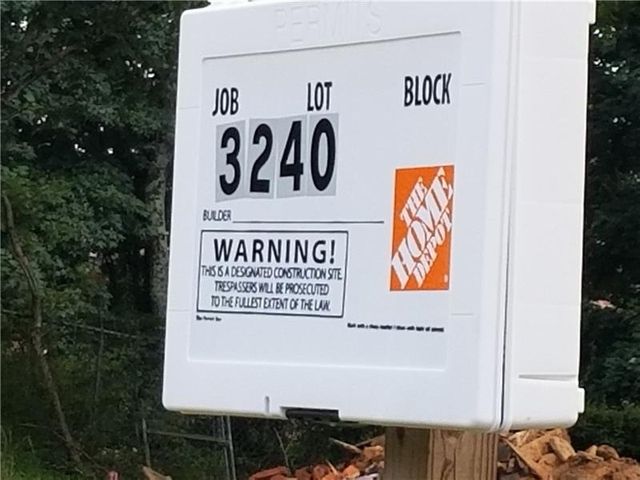 PERMITS
JOB LOT BLOCK
3240
BUILDER
WARNING!
THIS IS A DESIGNATED CONSTRUCTION SITE.
TRESPASSERS WILL BE PROSECUTED
TO THE FULLEST EXTENT OF THE LAW.
THE
HOME
DEPOT